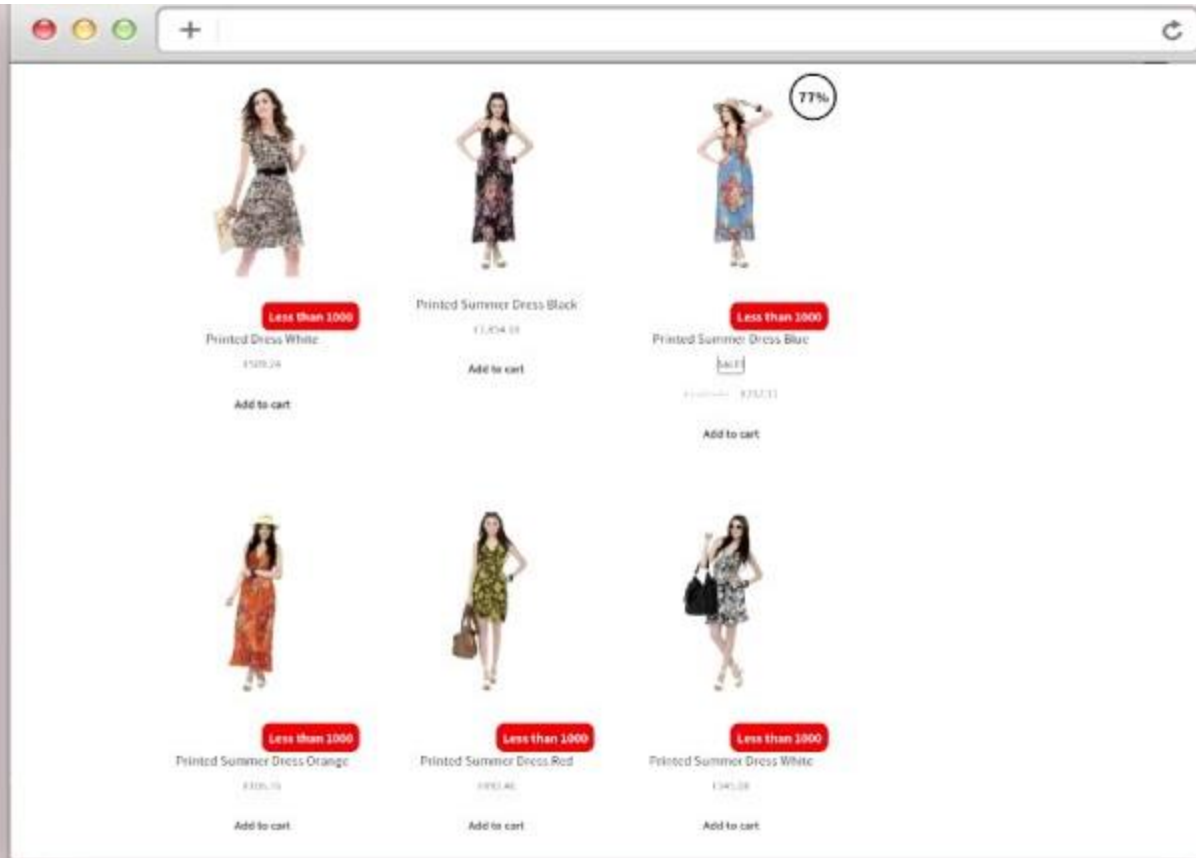 77%
Less than 1000
Printed Dress White
Add to cart
Printed Summer Dress Black
Add to cart
Less than 1000
Printed Summer Dress Blue
Add to cart
Less than 1000
Printed Summer Dress Orange
Add to cart
Less than 1000
Printed Summer Dress Red
Add to cart
Less than 1000
Printed Summer Dress White
Add to cart